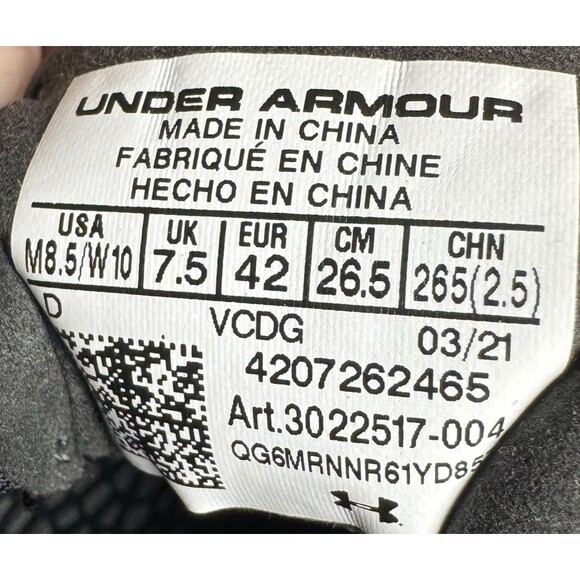 UNDER ARMOUR
MADE IN CHINA
FABRIQUÉ EN CHINE
HECHO EN CHINA
USA UK EUR CM CHN
M8.5/W10 7.5 42 26.5 265(2.5)
D VCDG 03/21
4207262465
Art.3022517-004